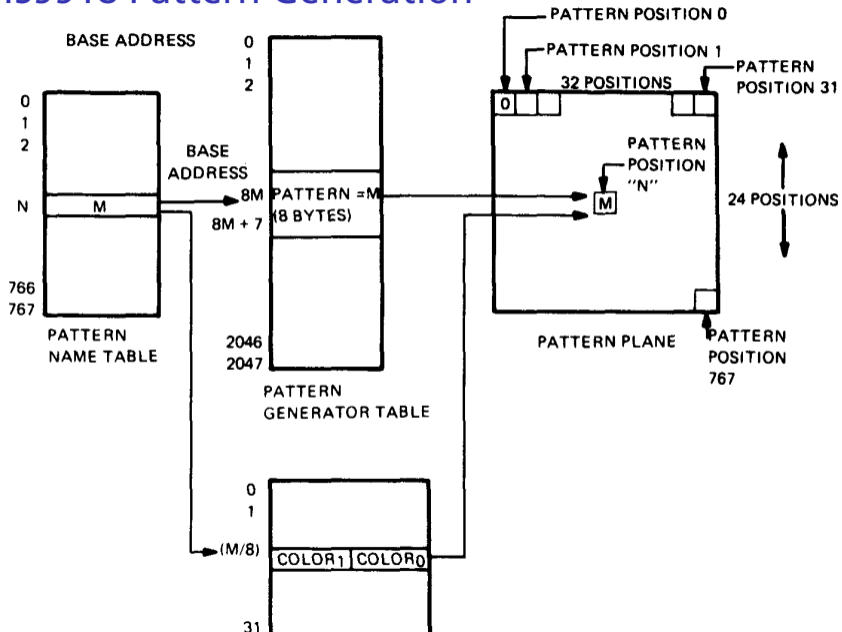 Pattern Generation
PATTERN POSITION 0
BASE ADDRESS
0
1
2
PATTERN POSITION 1
32 POSITIONS
PATTERN
POSITION 31
0
1
2
0
BASE
ADDRESS
PATTERN
POSITION
"N"
N
M
8M
PATTERN =M
(8 BYTES)
8M + 7
M
24 POSITIONS
766
767
PATTERN
NAME TABLE
2046
2047
PATTERN PLANE
PATTERN
POSITION
767
PATTERN
GENERATOR TABLE
0
1
(M/8)
COLOR1 COLOR0
31